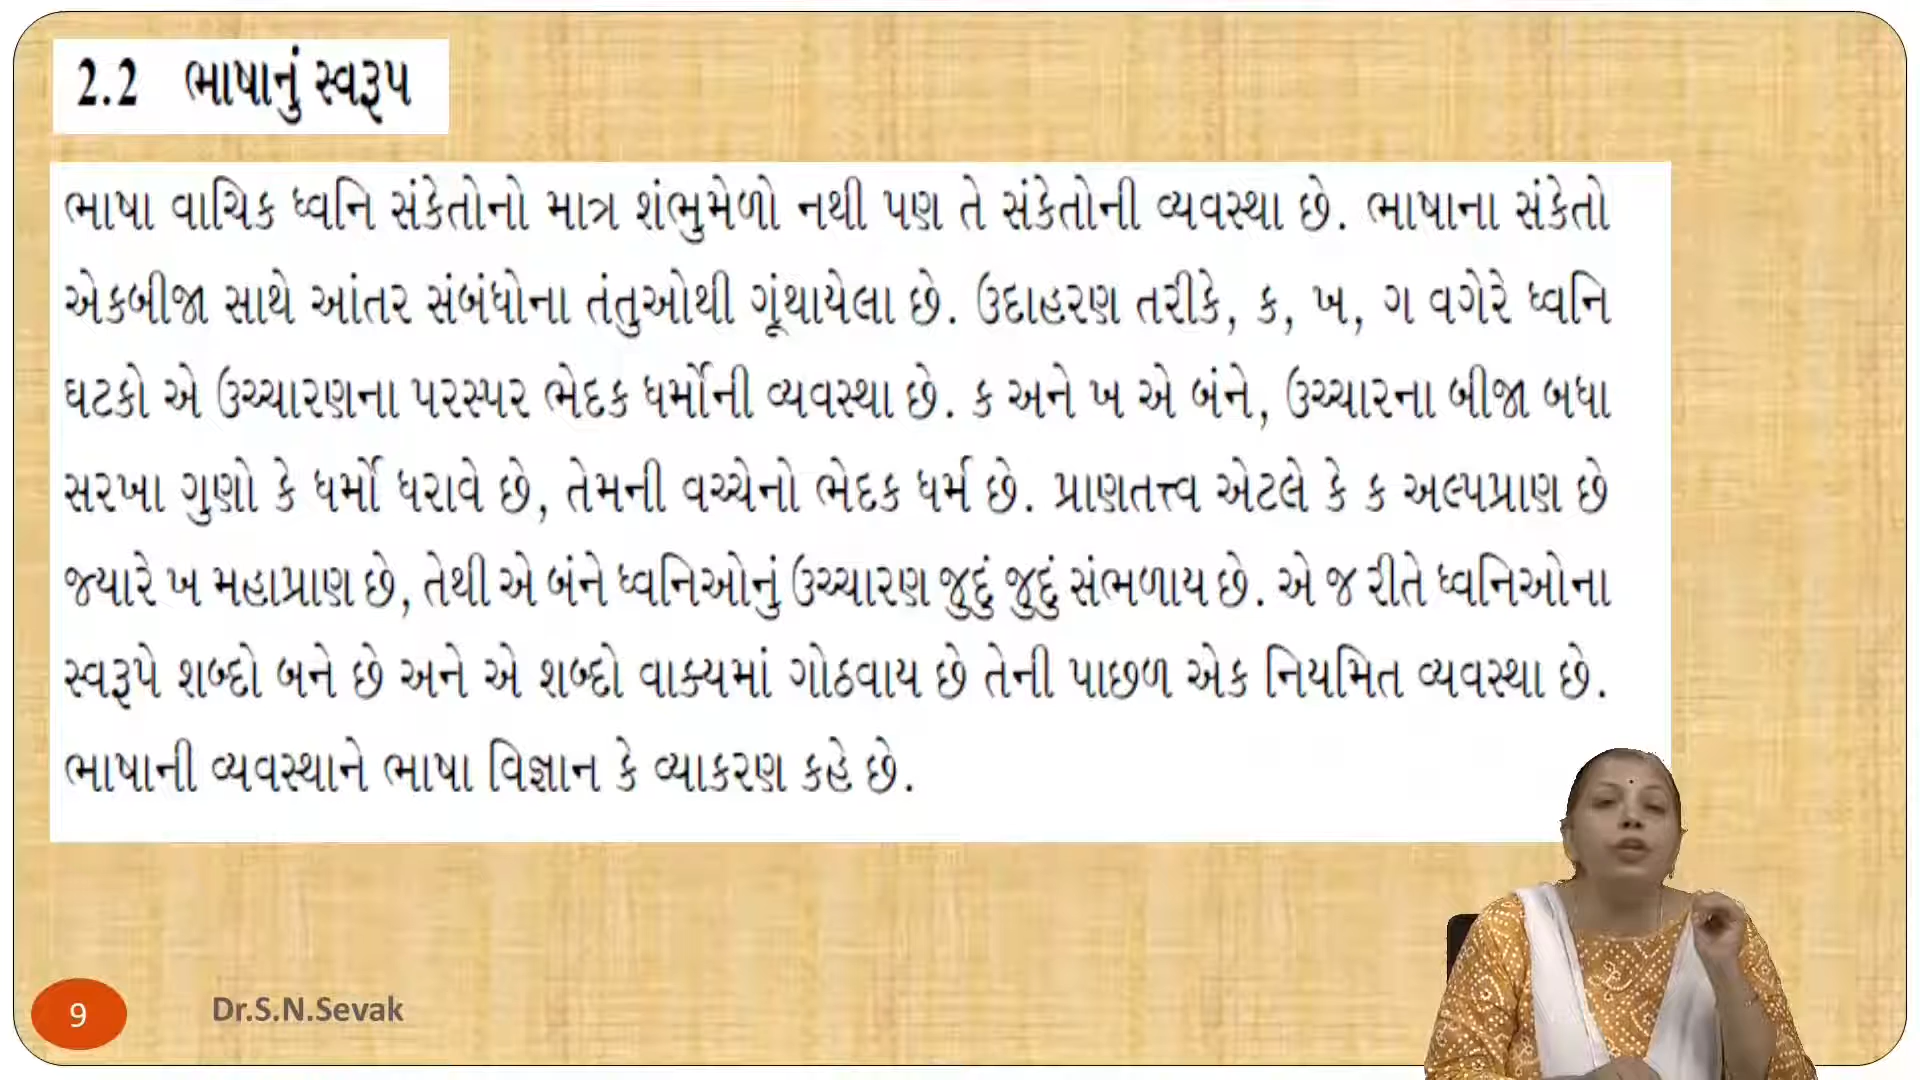 2.2 ભાષાનું સ્વરૂપ
ભાષા વાચિક ધ્વનિ સંકેતોનો માત્ર શંભુમેળો નથી પણ તે સંકેતોની વ્યવસ્થા છે. ભાષાના સંકેતો
એકબીજા સાથે આંતર સંબંધોના તંતુઓથી ગૂંથાયેલા છે. ઉદાહરણ તરીકે, ક, ખ, ગ વગેરે ધ્વનિ
ઘટકો એ ઉચ્ચારણના પરસ્પર ભેદક ધર્મોની વ્યવસ્થા છે. ક અને ખ એ બંને, ઉચ્ચારના બીજા બધા
સરખા ગુણો કે ધર્મો ધરાવે છે, તેમની વચ્ચેનો ભેદક ધર્મ છે. પ્રાણતત્ત્વ એટલે કે ક અલ્પપ્રાણ છે
જ્યારે ખ મહાપ્રાણ છે, તેથી એ બંને ધ્વનિઓનું ઉચ્ચારણ જુદું જુદું સંભળાય છે. એ જ રીતે ધ્વનિઓના
સ્વરૂપે શબ્દો બને છે અને એ શબ્દો વાક્યમાં ગોઠવાય છે તેની પાછળ એક નિયમિત વ્યવસ્થા છે.
ભાષાની વ્યવસ્થાને ભાષા વિજ્ઞાન કે વ્યાકરણ કહે છે.
9 Dr.S.N.Sevak